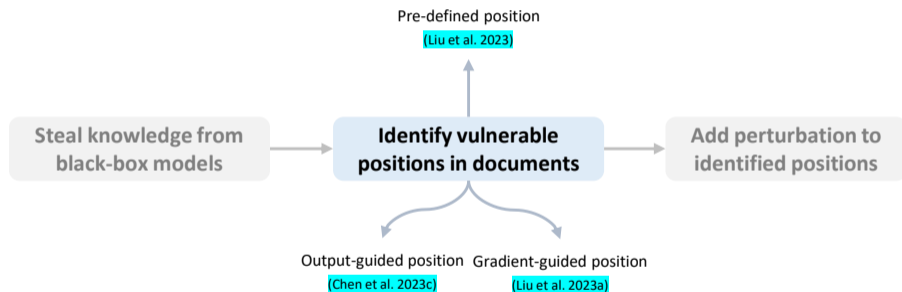 Pre-defined position
(Liu et al. 2023)
Steal knowledge from
black-box models
Identify vulnerable
positions in documents
Add perturbation to
identified positions
Output-guided position
(Chen et al. 2023c)
Gradient-guided position
(Liu et al. 2023a)